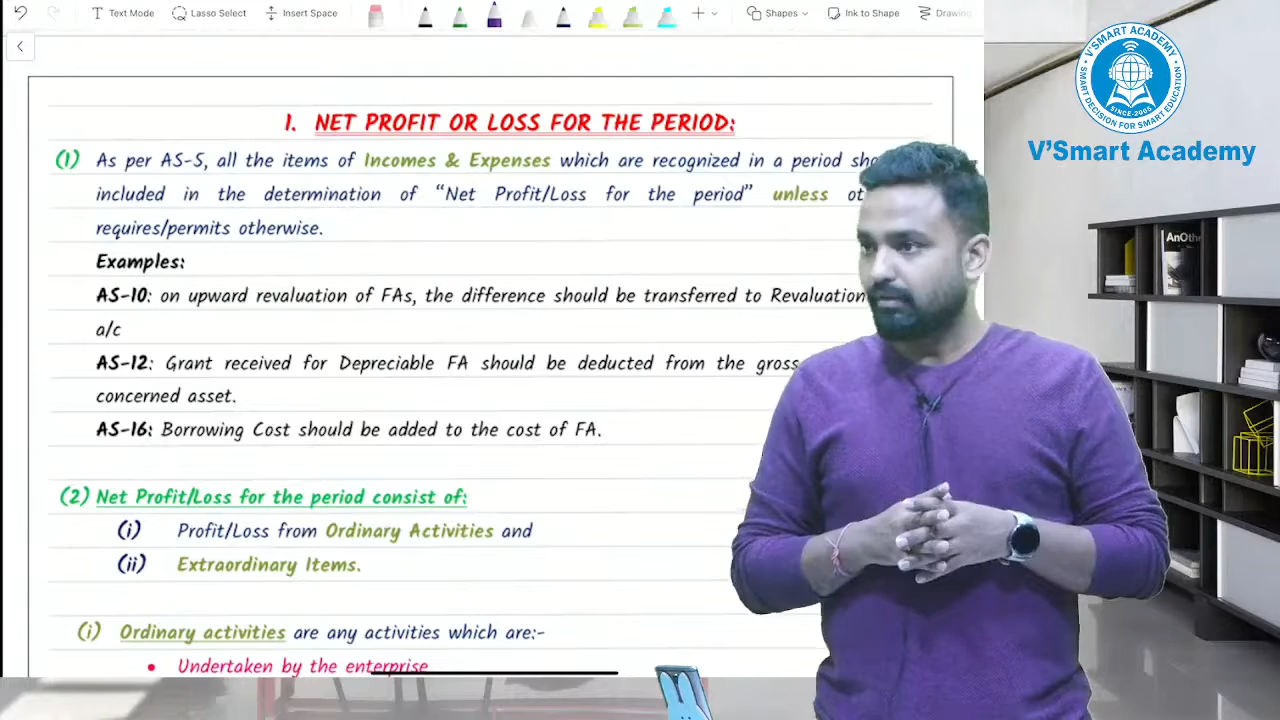 Text Mode Lasso Select Insert Space Shapes Ink to Shape Drawing
V'SMART ACADEMY
SMART DECISION FOR SMART EDUCATION
SINCE-2005
V'Smart Academy
1. NET PROFIT OR LOSS FOR THE PERIOD:
(1) As per AS-5, all the items of Incomes & Expenses which are recognized in a period
included in the determination of "Net Profit/Loss for the period" unless
requires/permits otherwise.
Examples:
AS-10: on upward revaluation of FAs, the difference should be transferred to Revaluation
a/c
AS-12: Grant received for Depreciable FA should be deducted from the gross
concerned asset.
AS-16: Borrowing Cost should be added to the cost of FA.
(2) Net Profit/Loss for the period consist of:
(i) Profit/Loss from Ordinary Activities and
(ii) Extraordinary Items.
(i) Ordinary activities are any activities which are:-
• Undertaken by the enterprise